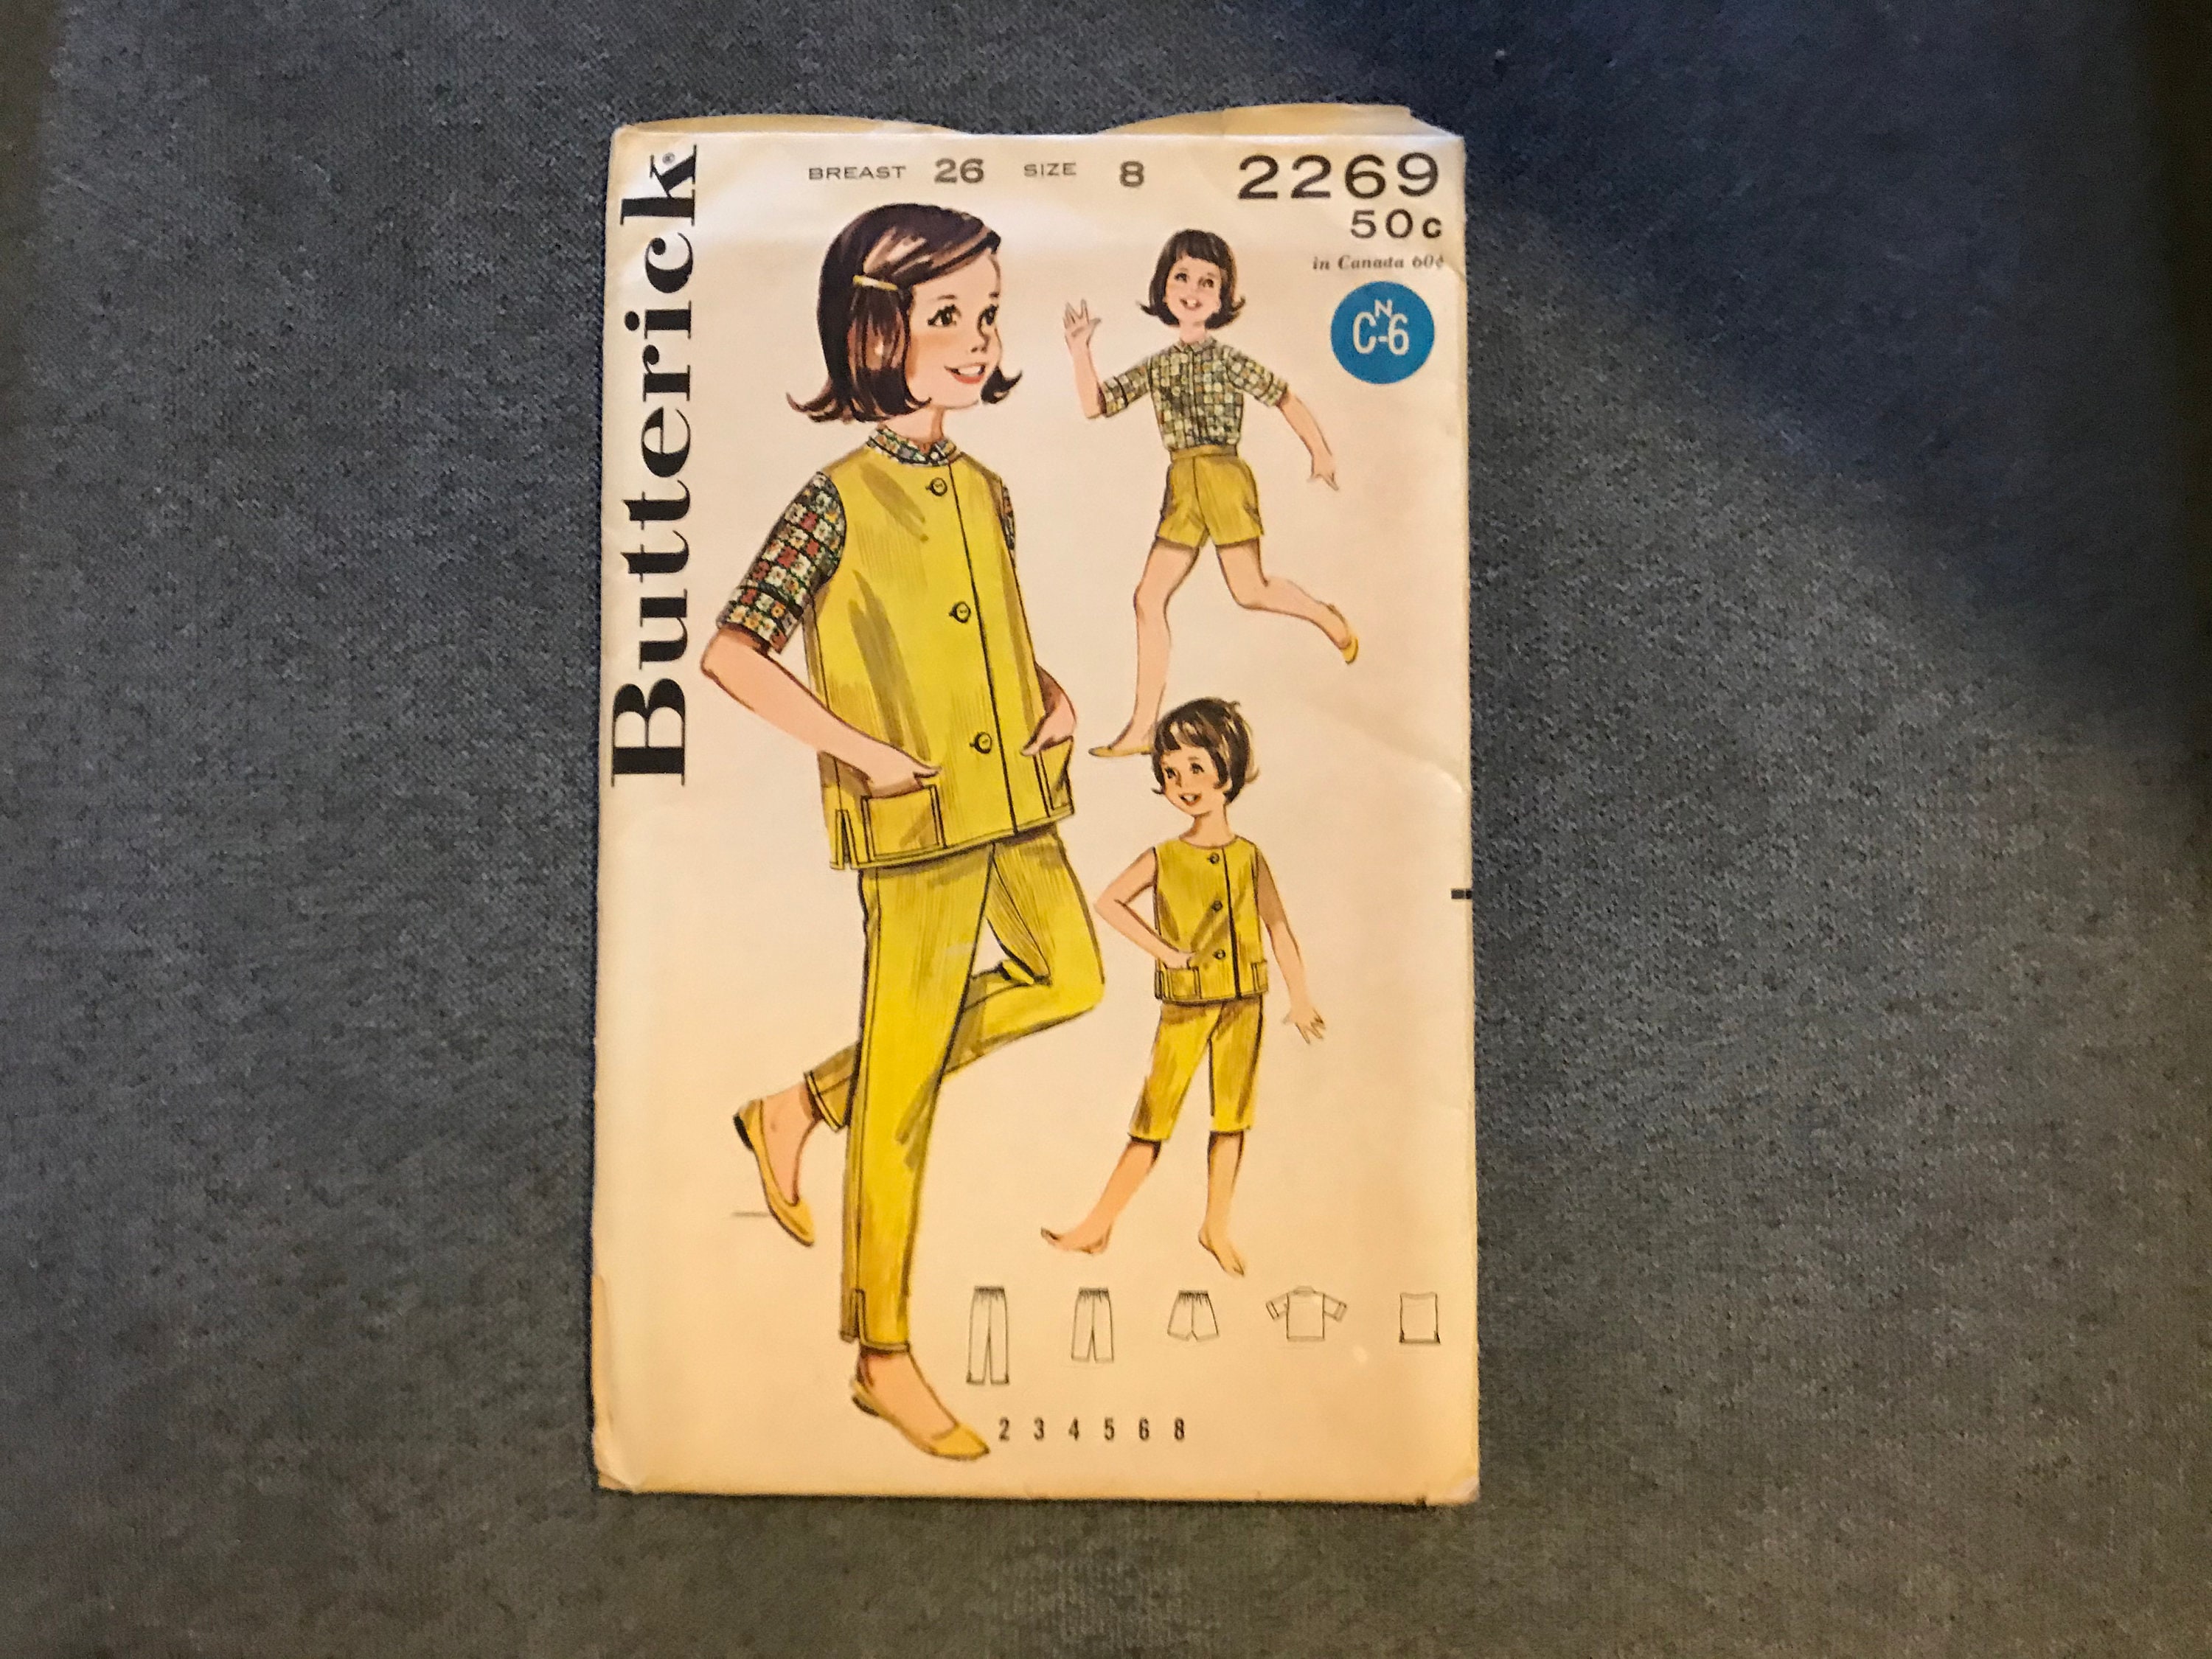 Butterick®
BREAST 26 SIZE 8
2269
50c
in Canada 60¢
N
C-6
2 3 4 5 6 8